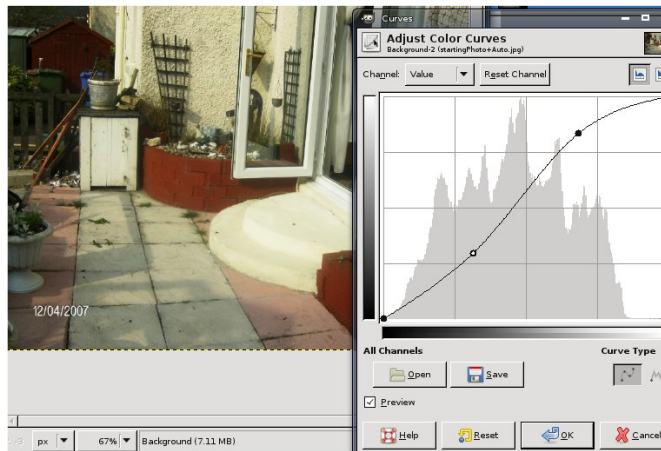 12/04/2007
px
67%
Background (7.11 MB)
Curves
Adjust Color Curves
Background-2 (startingPhoto+Auto.jpg)
Channel: Value Reset Channel
All Channels
Curve Type
Open Save
Preview
Help Reset OK Cancel